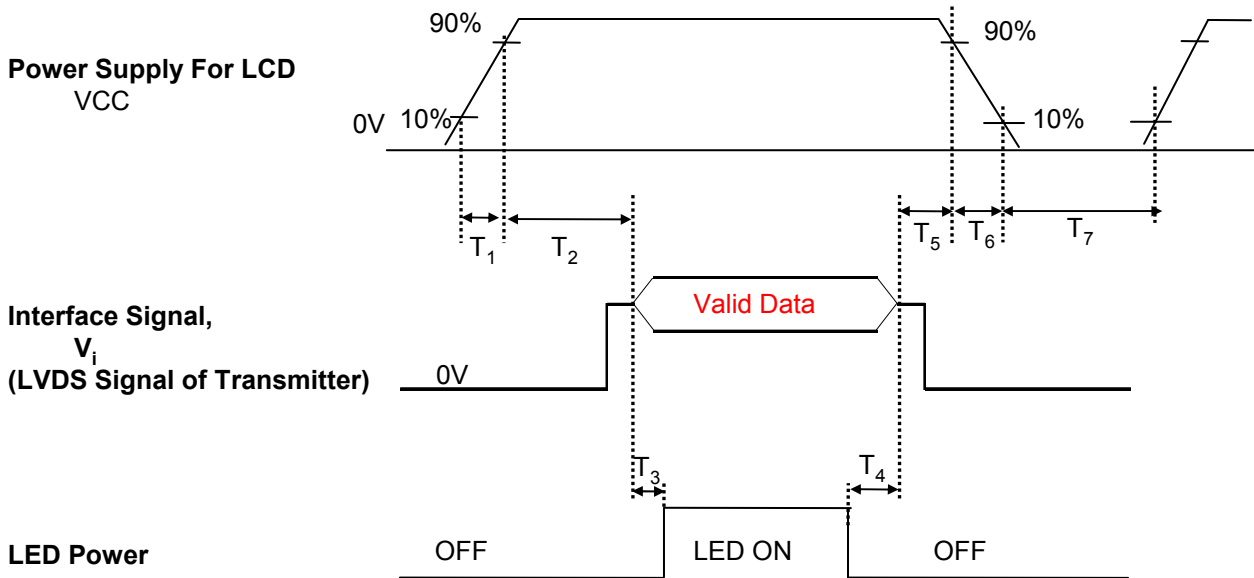 90%
90%
Power Supply For LCD
VCC
0V
10%
10%
T1
T2
T5
T6
T7
Valid Data
Interface Signal,
Vi
(LVDS Signal of Transmitter)
0V
T3
T4
LED Power
OFF
LED ON
OFF